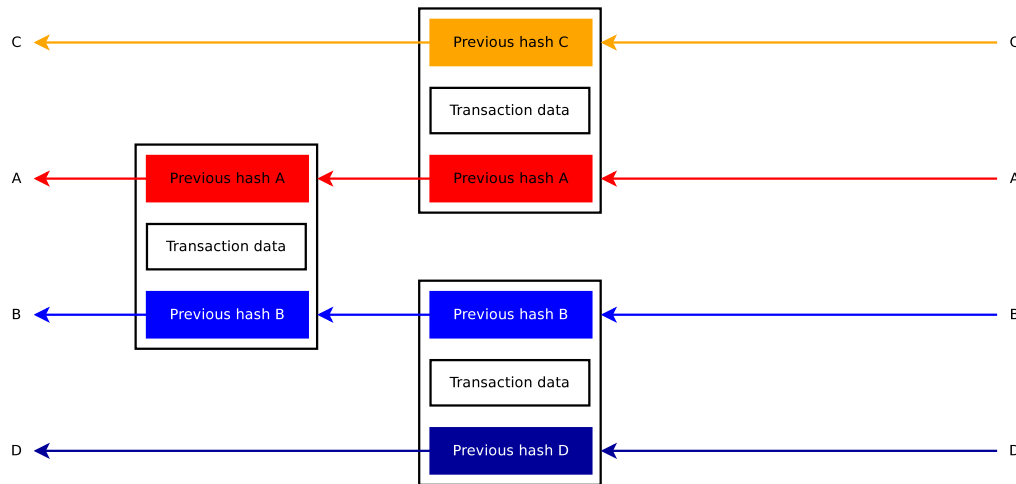 C
Previous hash C
C
Transaction data
A
Previous hash A
Previous hash A
A
Transaction data
B
Previous hash B
Previous hash B
B
Transaction data
D
Previous hash D
D